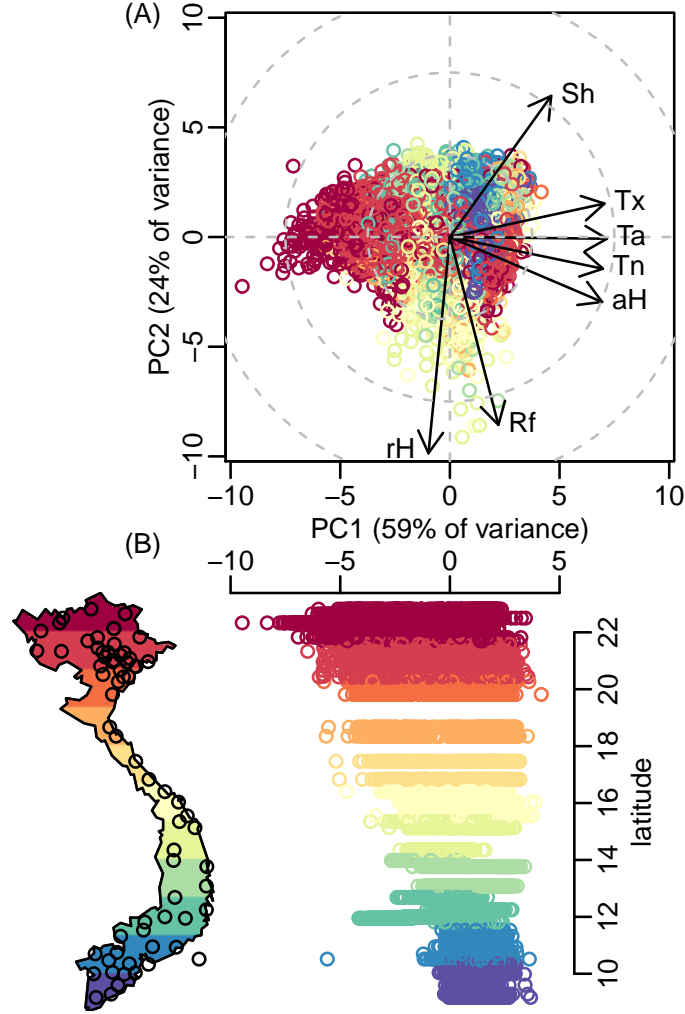 (A)
10
5
0
−5
−10
PC2 (24% of variance)
Sh
Tx
Ta
Tn
aH
Rf
rH
−10 −5 0 5 10
PC1 (59% of variance)
(B)
−10 −5 0 5
22
20
18
16
14
12
10
latitude